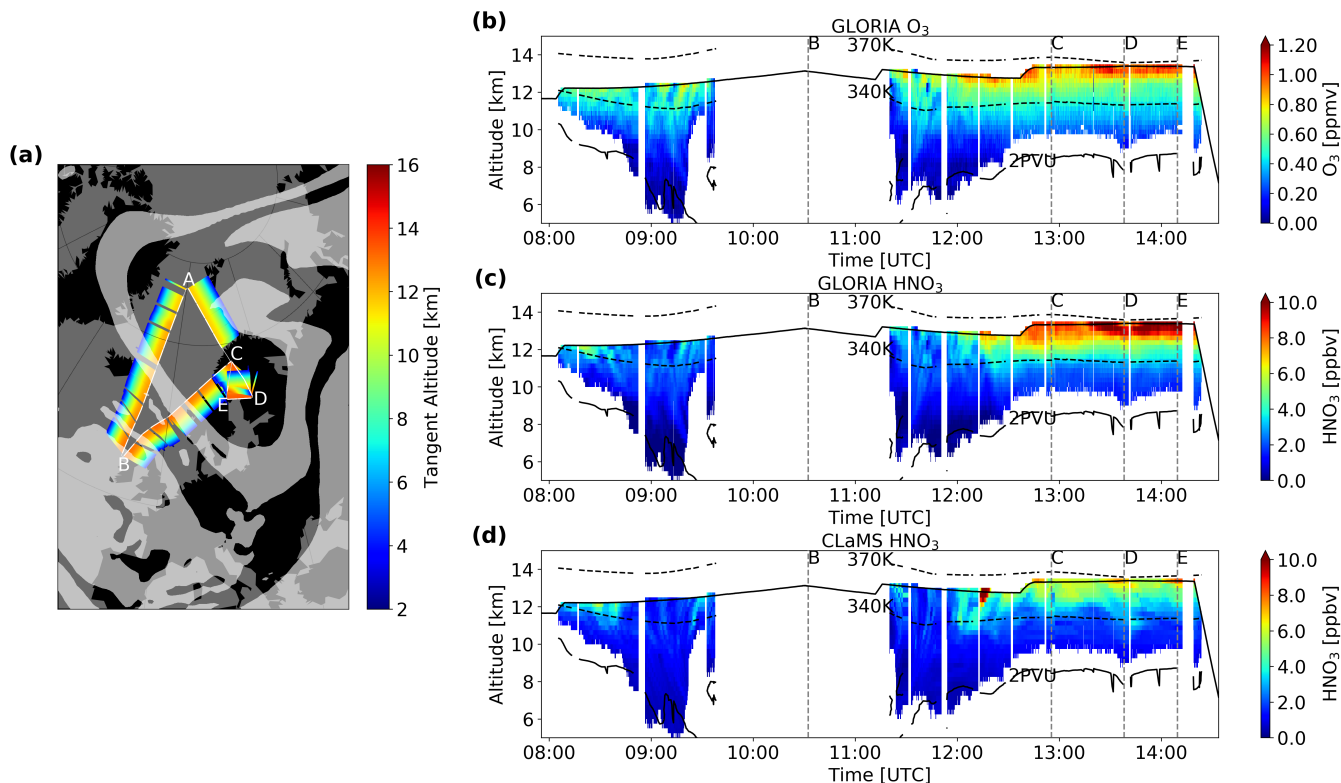 (a)
A
B
C
D
E
16
14
12
10
8
6
4
2
Tangent Altitude [km]
(b)
GLORIA O₃
370K
340K
2PVU
B
C
D
E
14
12
10
8
6
Altitude [km]
08:00 09:00 10:00 11:00 12:00 13:00 14:00
Time [UTC]
1.20
1.00
0.80
0.60
0.40
0.20
0.00
O₃ [ppmv]
(c)
GLORIA HNO₃
370K
340K
2PVU
B
C
D
E
14
12
10
8
6
Altitude [km]
08:00 09:00 10:00 11:00 12:00 13:00 14:00
Time [UTC]
10.0
8.0
6.0
4.0
2.0
0.0
HNO₃ [ppbv]
(d)
CLaMS HNO₃
370K
340K
2PVU
B
C
D
E
14
12
10
8
6
Altitude [km]
08:00 09:00 10:00 11:00 12:00 13:00 14:00
Time [UTC]
10.0
8.0
6.0
4.0
2.0
0.0
HNO₃ [ppbv]